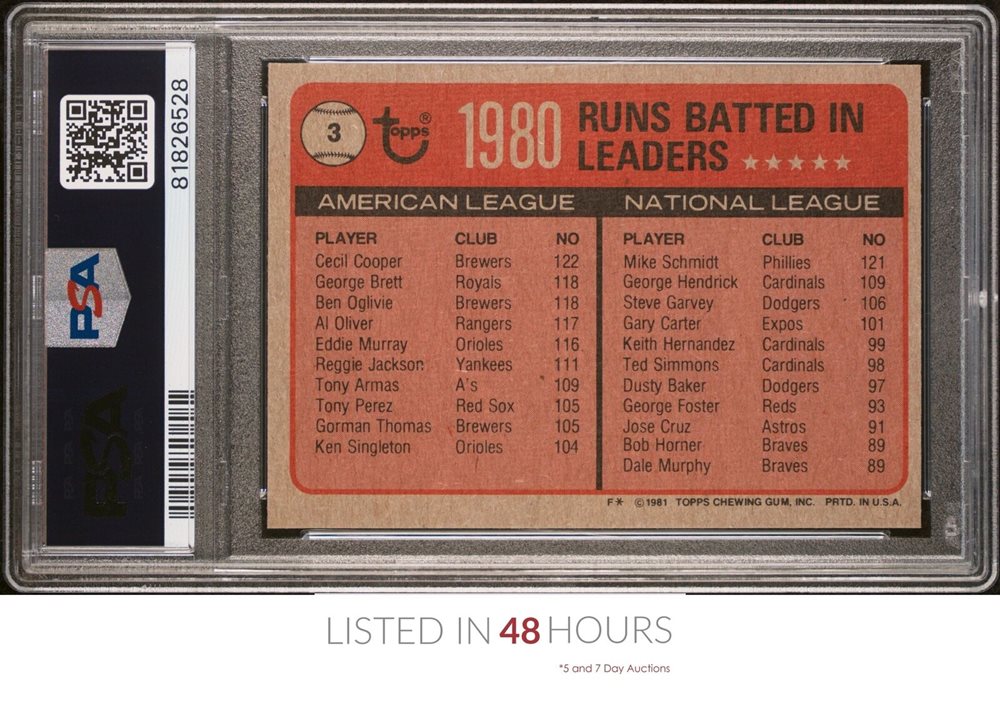 81826528
PSA
PSA
3
Topps®
1980
RUNS BATTED IN
LEADERS ★★★★★
AMERICAN LEAGUE
PLAYER CLUB NO
Cecil Cooper Brewers 122
George Brett Royals 118
Ben Oglivie Brewers 118
Al Oliver Rangers 117
Eddie Murray Orioles 116
Reggie Jackson Yankees 111
Tony Armas A's 109
Tony Perez Red Sox 105
Gorman Thomas Brewers 105
Ken Singleton Orioles 104
NATIONAL LEAGUE
PLAYER CLUB NO
Mike Schmidt Phillies 121
George Hendrick Cardinals 109
Steve Garvey Dodgers 106
Gary Carter Expos 101
Keith Hernandez Cardinals 99
Ted Simmons Cardinals 98
Dusty Baker Dodgers 97
George Foster Reds 93
Jose Cruz Astros 91
Bob Horner Braves 89
Dale Murphy Braves 89
F* ©1981 TOPPS CHEWING GUM, INC. PRTD. IN U.S.A.
LISTED IN 48 HOURS
*5 and 7 Day Auctions